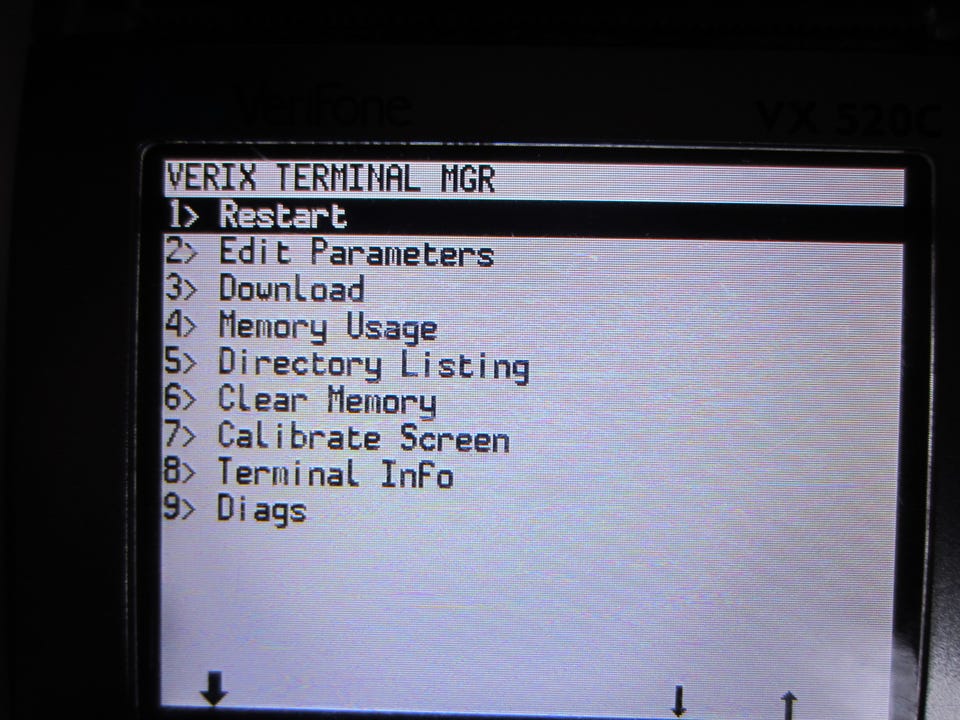 VeriFone
VX 520C
VERIX TERMINAL MGR
1> Restart
2> Edit Parameters
3> Download
4> Memory Usage
5> Directory Listing
6> Clear Memory
7> Calibrate Screen
8> Terminal Info
9> Diags